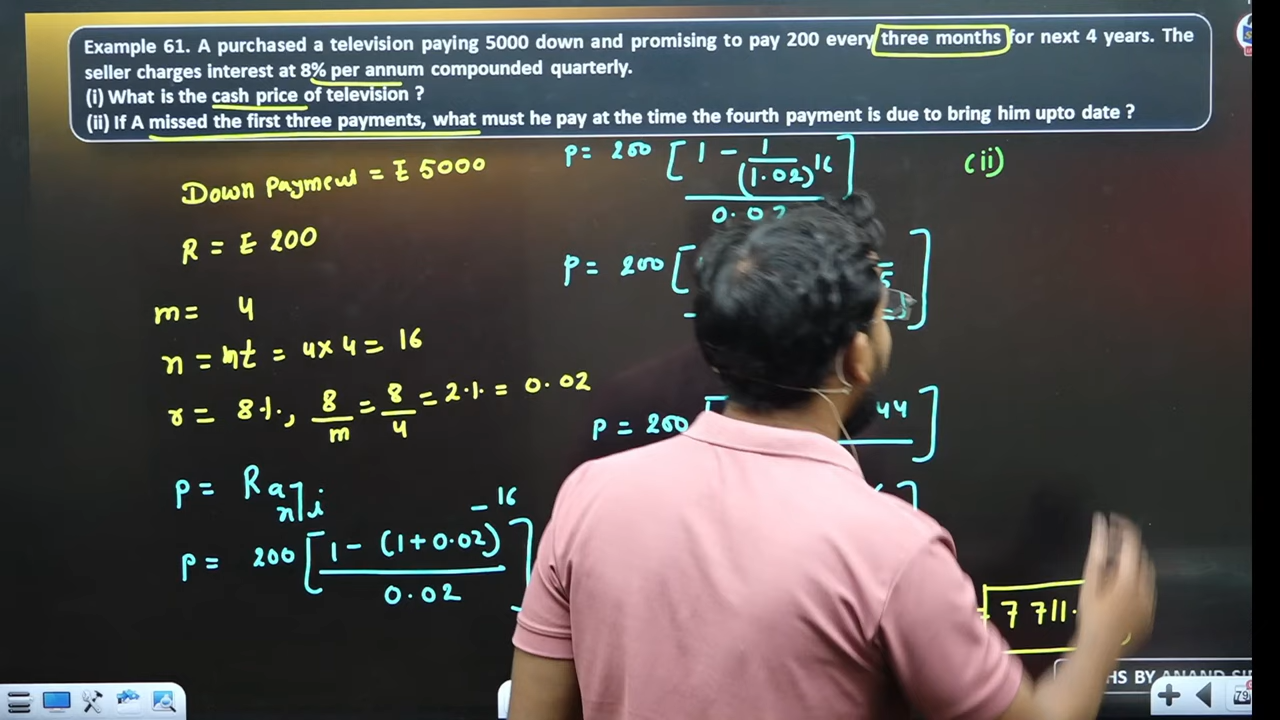 Example 61. A purchased a television paying 5000 down and promising to pay 200 every three months for next 4 years. The
seller charges interest at 8% per annum compounded quarterly.
(i) What is the cash price of television ?
(ii) If A missed the first three payments, what must he pay at the time the fourth payment is due to bring him upto date ?
Down Payment = ₹ 5000
R = ₹ 200
m = 4
n = mt = 4×4 = 16
r = 8%, 8/m = 8/4 = 2% = 0.02
P = R a n⌉i
P = 200 [1 - (1+0.02)^-16 / 0.02]
P = 200 [1 - 1/(1.02)^16 / 0.02]
P = 200 [
P = 200 [ 44 ]
(ii)
7711.
HS BY ANAND